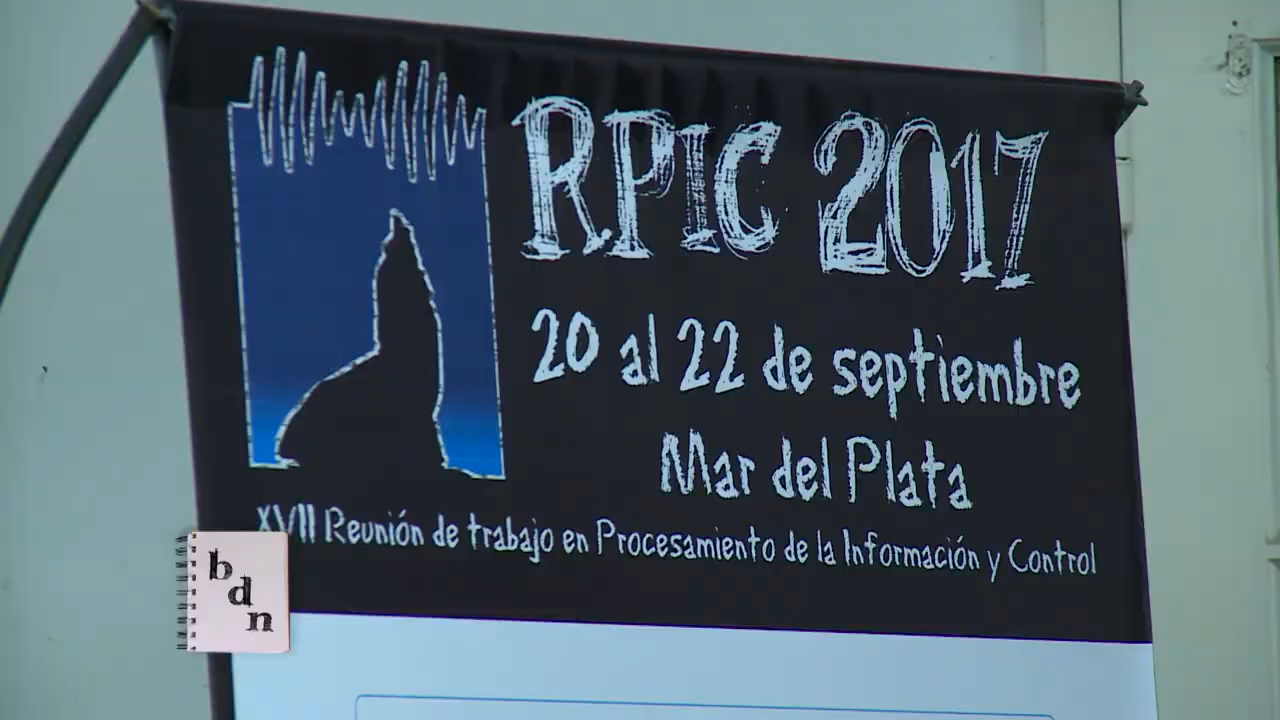 RPIC 2017
20 al 22 de septiembre
Mar del Plata
XVII Reunión de trabajo en Procesamiento de la Información y Control
b
d
n